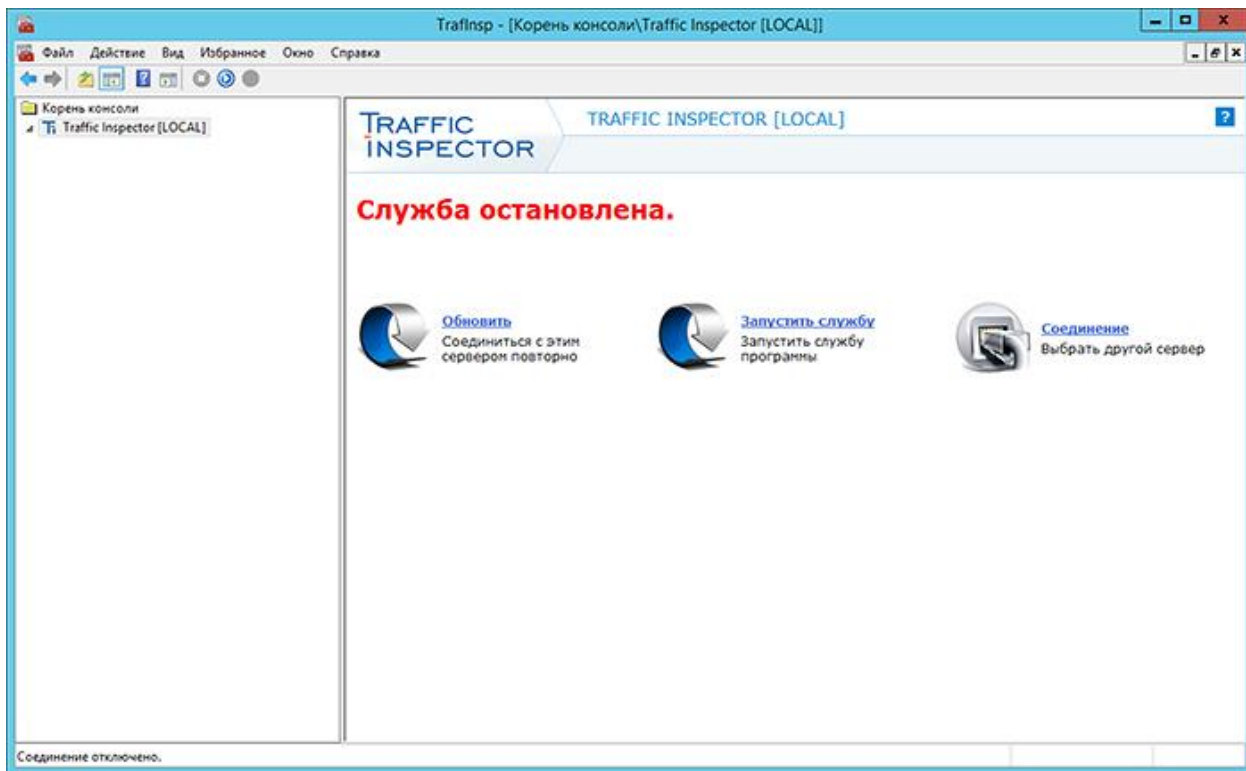 TrafInsp - [Корень консоли\Traffic Inspector [LOCAL]]
Файл Действие Вид Избранное Окно Справка
Корень консоли
Traffic Inspector [LOCAL]
TRAFFIC INSPECTOR
TRAFFIC INSPECTOR [LOCAL]
Служба остановлена.
Обновить
Соединиться с этим
сервером повторно
Запустить службу
Запустить службу
программы
Соединение
Выбрать другой сервер
Соединение отключено.